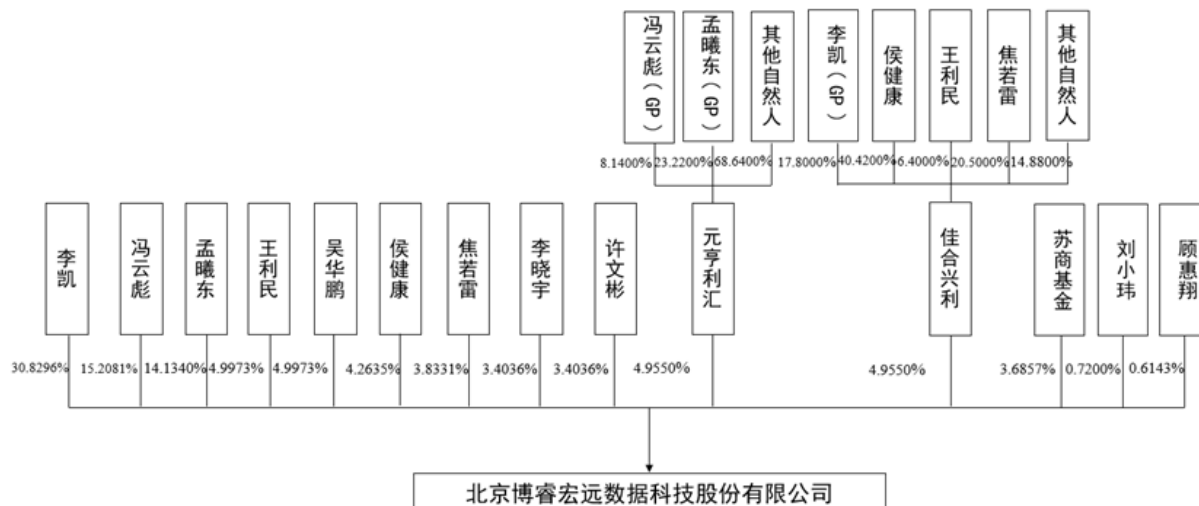 冯云彪（GP）
孟曦东（GP）
其他自然人
李凯（GP）
侯健康
王利民
焦若雷
其他自然人
8.1400%
23.2200%
68.6400%
17.8000%
40.4200%
6.4000%
20.5000%
14.8800%
李凯
冯云彪
孟曦东
王利民
吴华鹏
侯健康
焦若雷
李晓宇
许文彬
元亨利汇
佳合兴利
苏商基金
刘小玮
顾惠翔
30.8296%
15.2081%
14.1340%
4.9973%
4.9973%
4.2635%
3.8331%
3.4036%
3.4036%
4.9550%
4.9550%
3.6857%
0.7200%
0.6143%
北京博睿宏远数据科技股份有限公司